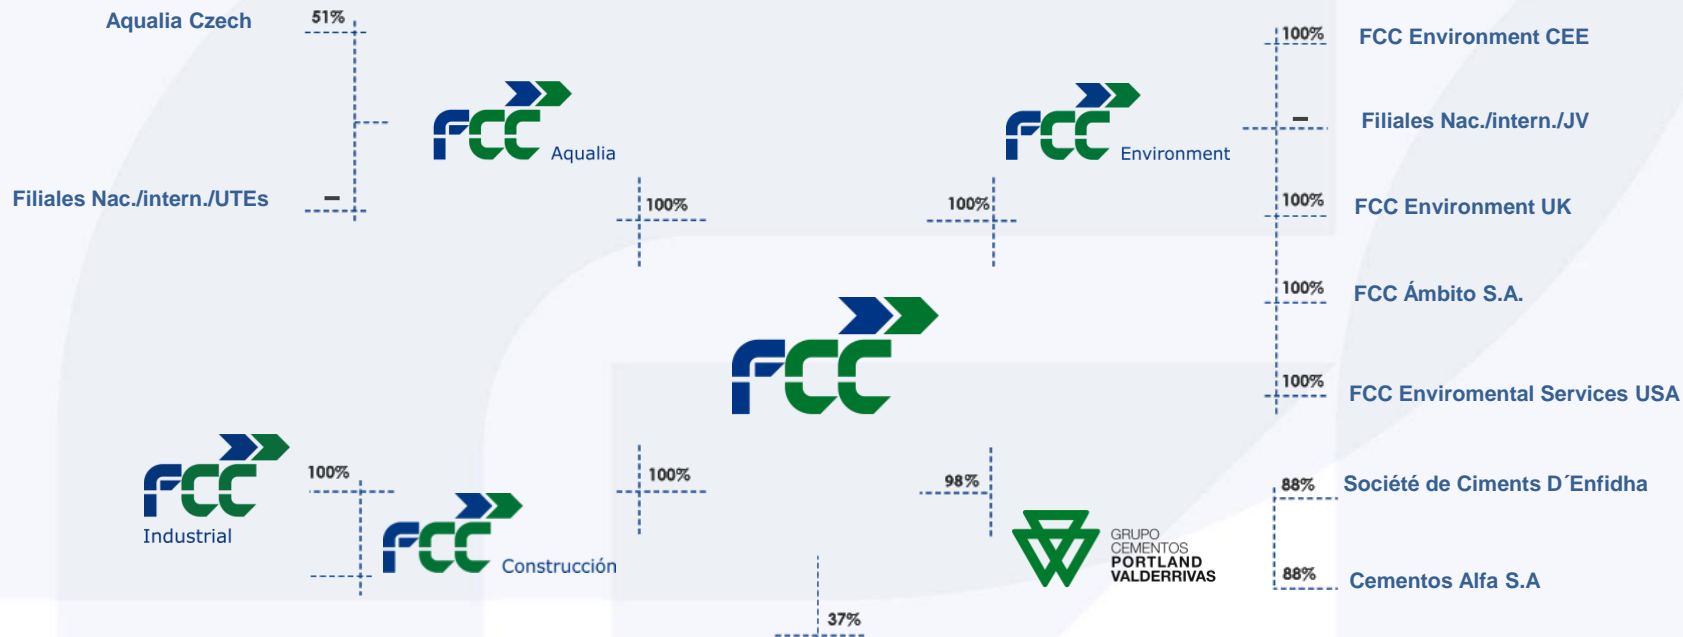 Aqualia Czech
51%
FCC
Aqualia
Filiales Nac./intern./UTEs
–
100%
FCC
Environment
100%
100%
FCC Environment CEE
–
Filiales Nac./intern./JV
100%
FCC Environment UK
100%
FCC Ámbito S.A.
100%
FCC Enviromental Services USA
FCC
FCC
Industrial
100%
FCC
Construcción
100%
98%
GRUPO
CEMENTOS
PORTLAND
VALDERRIVAS
88%
Société de Ciments D´Enfidha
88%
Cementos Alfa S.A
37%